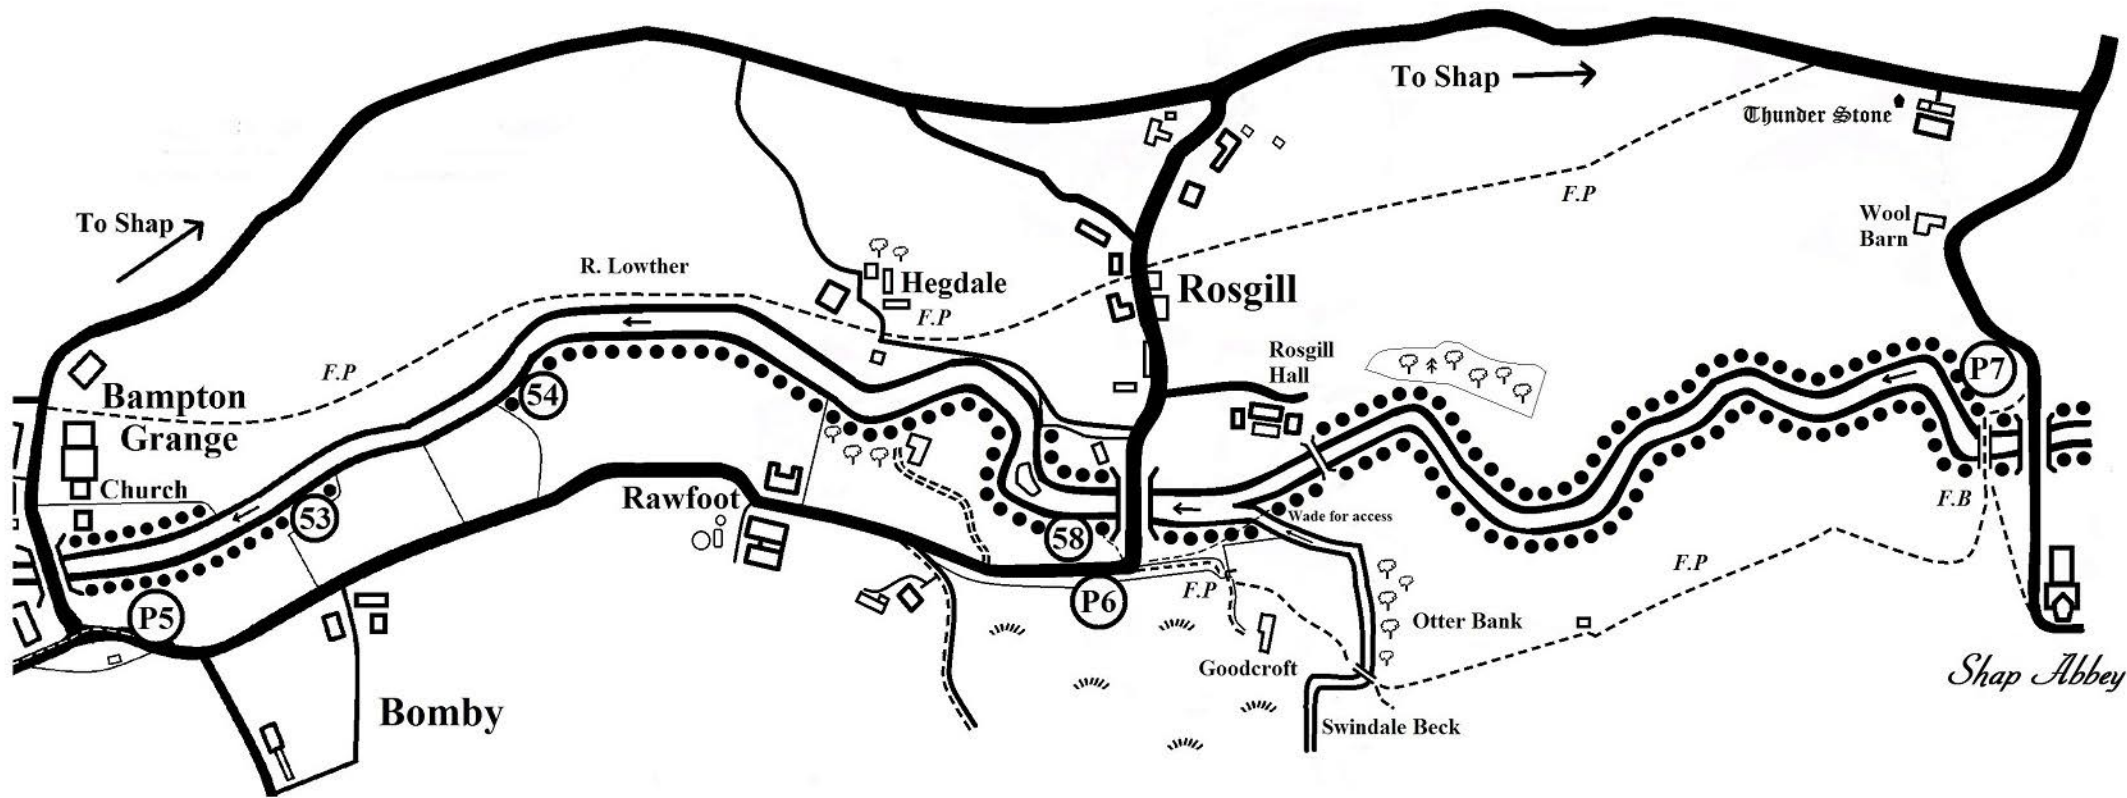 To Shap
To Shap
Thunder Stone
F.P
Wool
Barn
R. Lowther
Hegdale
Rosgill
F.P
F.P
Bampton
Grange
Rosgill
Hall
P7
54
Church
Rawfoot
53
F.B
Wade for access
58
F.P
F.P
P6
P5
Otter Bank
Goodcroft
Shap Abbey
Bomby
Swindale Beck